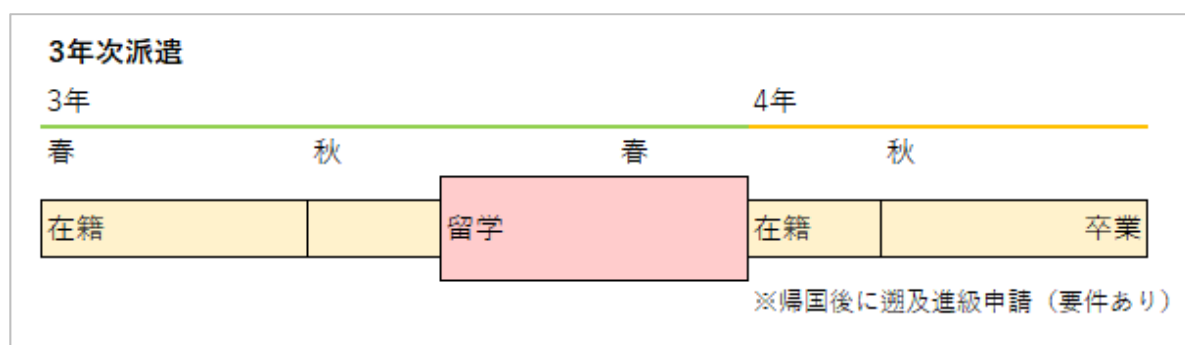 3年次派遣
3年 4年
春 秋 春 秋
在籍 留学 在籍 卒業
※帰国後に遡及進級申請（要件あり）